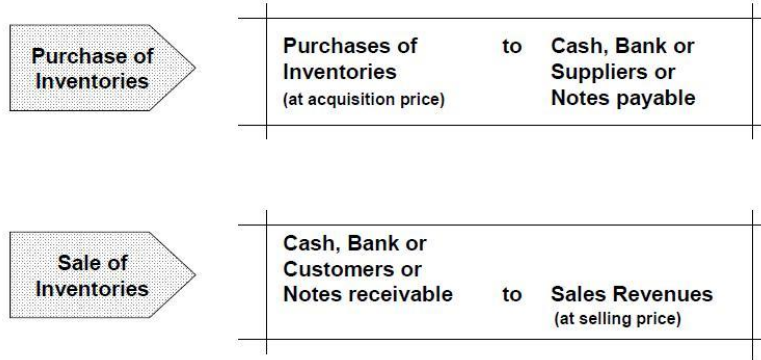 Purchase of
Inventories
Purchases of to Cash, Bank or
Inventories Suppliers or
(at acquisition price) Notes payable
Sale of
Inventories
Cash, Bank or
Customers or
Notes receivable to Sales Revenues
(at selling price)